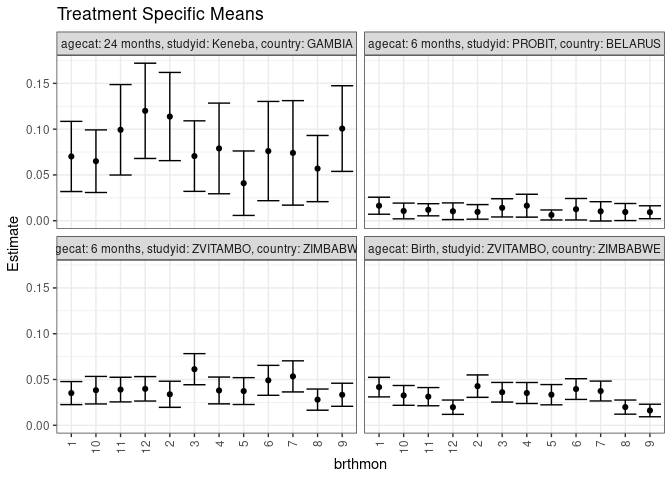 Treatment Specific Means
agecat: 24 months, studyid: Keneba, country: GAMBIA
agecat: 6 months, studyid: PROBIT, country: BELARUS
0.15
0.10
0.05
0.00
gecat: 6 months, studyid: ZVITAMBO, country: ZIMBABW
agecat: Birth, studyid: ZVITAMBO, country: ZIMBABWE
0.15
0.10
0.05
0.00
Estimate
1 10 11 12 2 3 4 5 6 7 8 9
1 10 11 12 2 3 4 5 6 7 8 9
brthmon